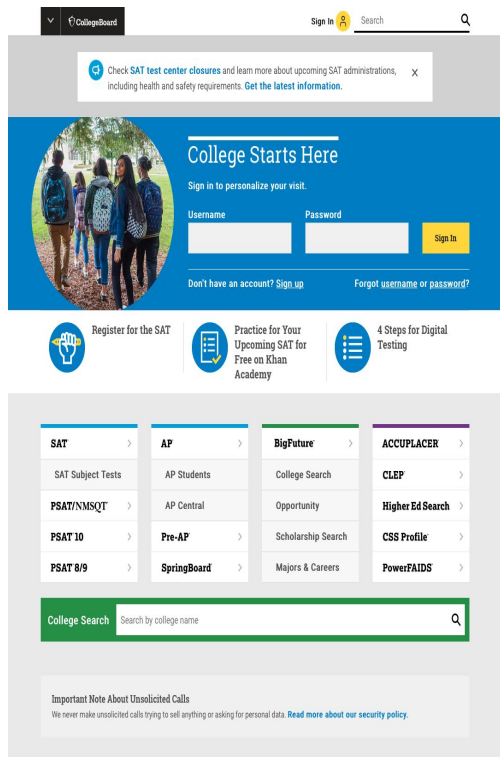 CollegeBoard
Sign In
Search
Check SAT test center closures and learn more about upcoming SAT administrations,
including health and safety requirements. Get the latest information.
X
College Starts Here
Sign in to personalize your visit.
Username Password
Sign In
Don't have an account? Sign up
Forgot username or password?
Register for the SAT
Practice for Your
Upcoming SAT for
Free on Khan
Academy
4 Steps for Digital
Testing
SAT
SAT Subject Tests
PSAT/NMSQT
PSAT 10
PSAT 8/9
AP
AP Students
AP Central
Pre-AP
SpringBoard
BigFuture
College Search
Opportunity
Scholarship Search
Majors & Careers
ACCUPLACER
CLEP
Higher Ed Search
CSS Profile
PowerFAIDS
College Search
Search by college name
Important Note About Unsolicited Calls
We never make unsolicited calls trying to sell anything or asking for personal data. Read more about our security policy.